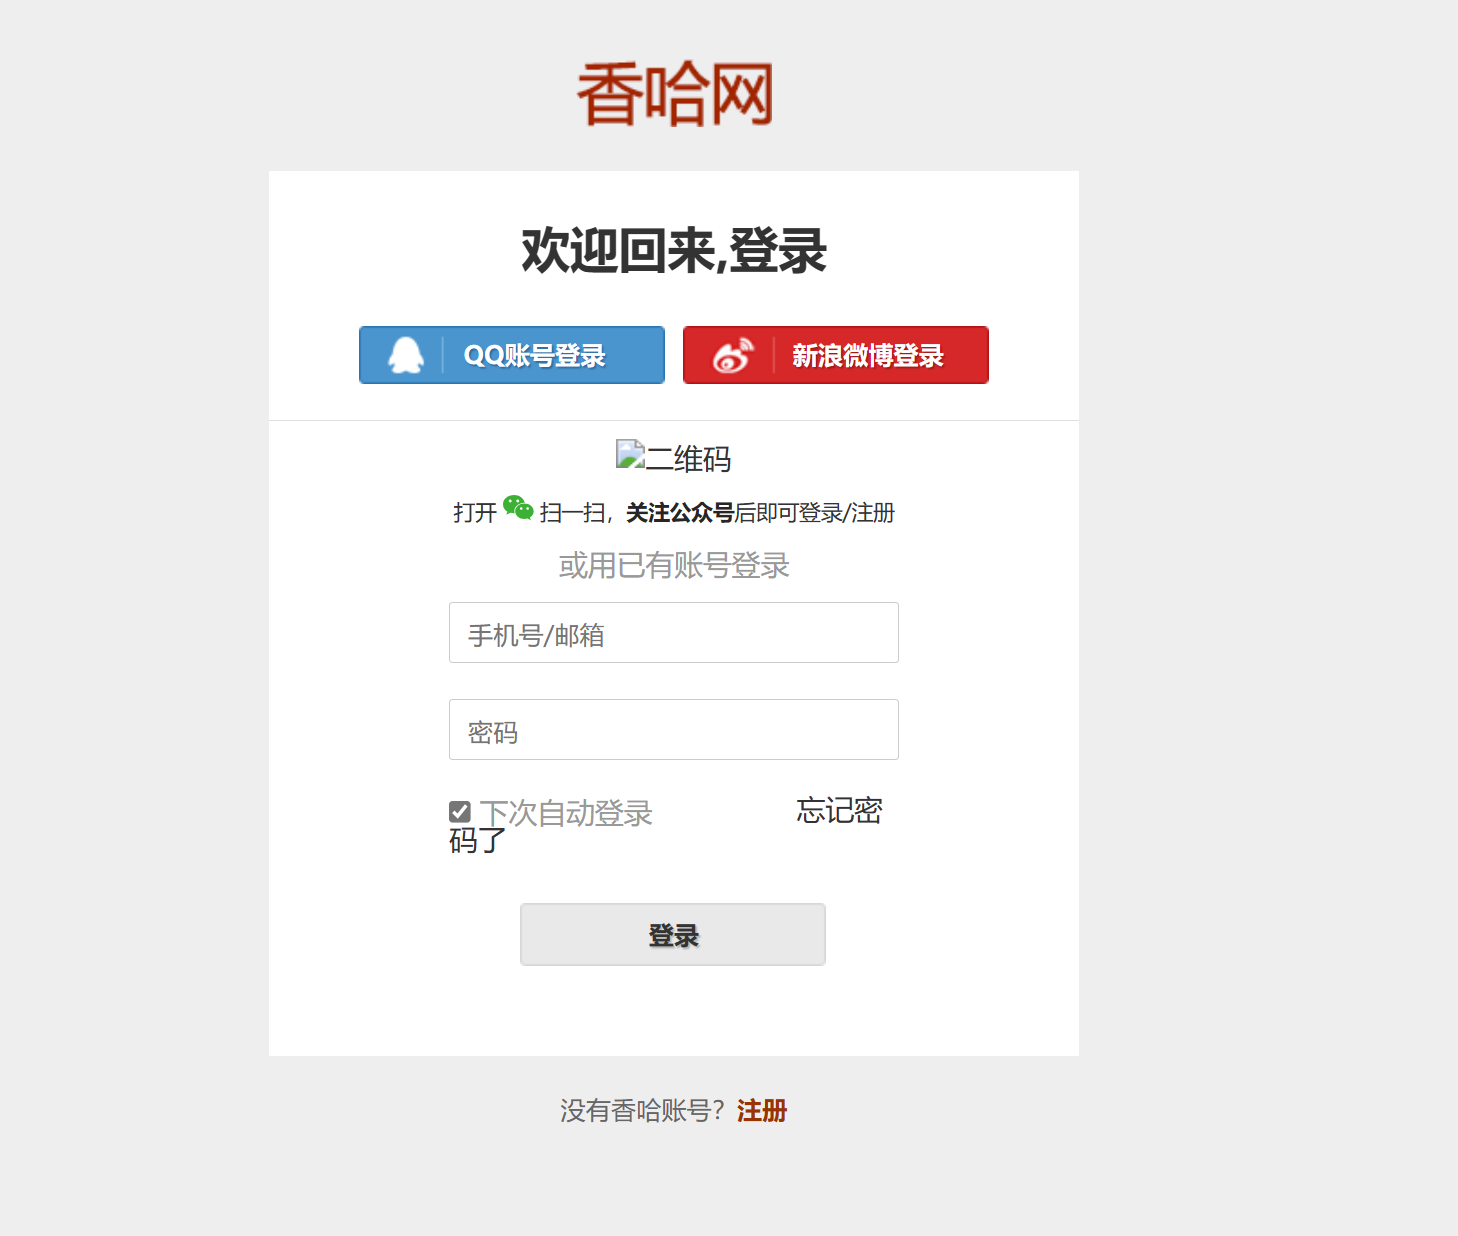 香哈网
欢迎回来,登录
QQ账号登录
新浪微博登录
二维码
打开 扫一扫，关注公众号后即可登录/注册
或用已有账号登录
手机号/邮箱
密码
下次自动登录 忘记密
码了
登录
没有香哈账号？注册